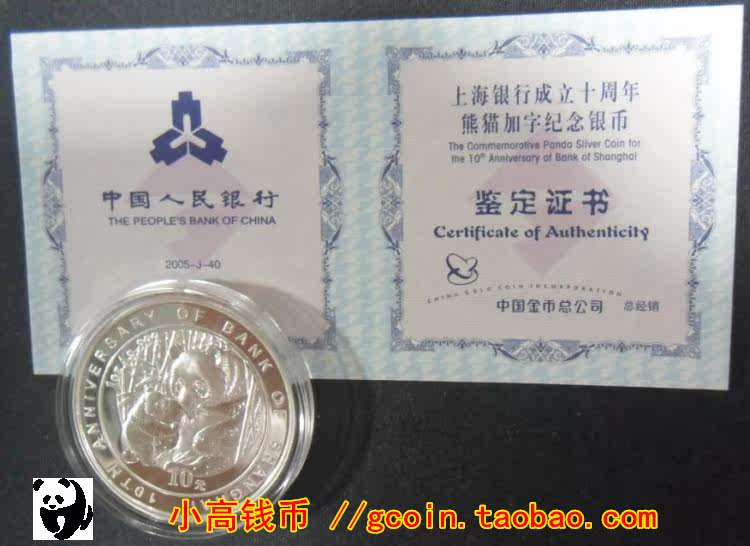 中国人民银行
THE PEOPLE'S BANK OF CHINA
2005-J-40
上海银行成立十周年
熊猫加字纪念银币
The Commemorative Panda Silver Coin for
the 10th Anniversary of Bank of Shanghai
鉴定证书
Certificate of Authenticity
CHINA GOLD COIN INCORPORATION
中国金币总公司 总经销
10TH ANNIVERSARY OF BANK OF
10元
小高钱币 //gcoin.taobao.com